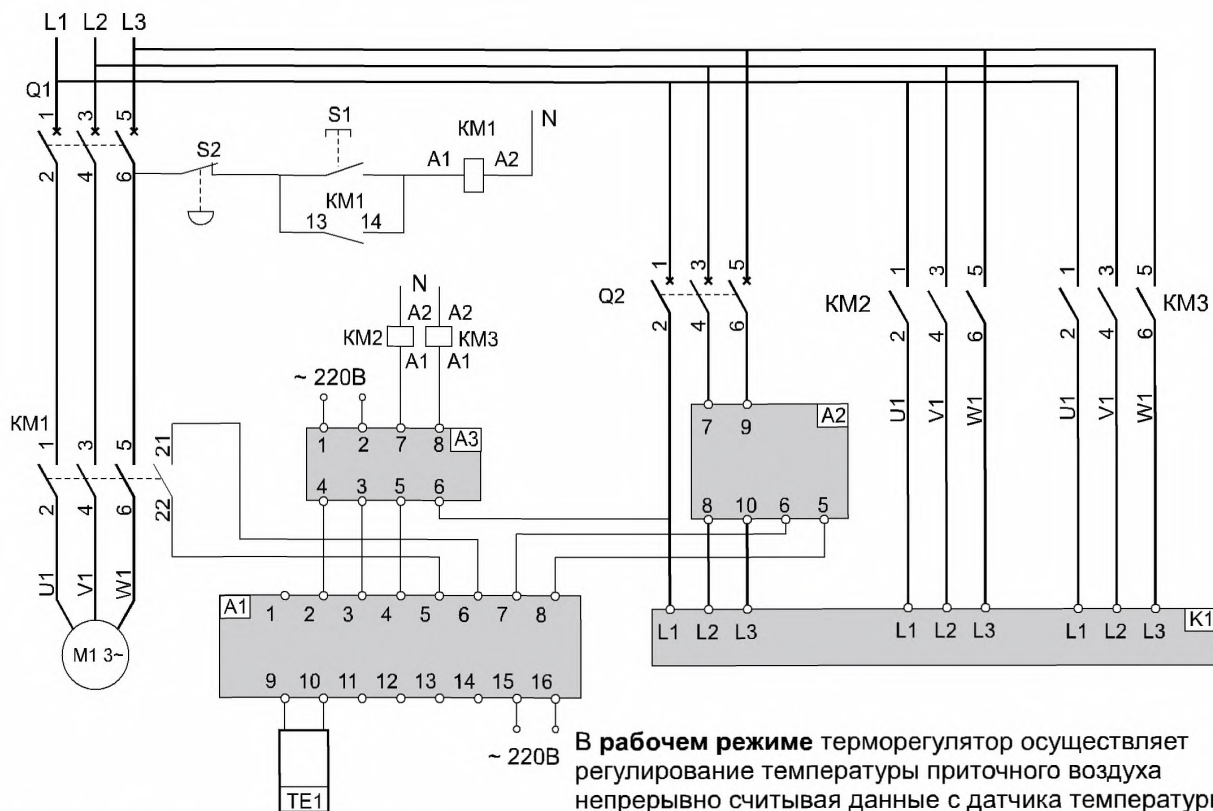 L1 L2 L3
Q1
1 3 5
2 4 6
S2
S1
KM1
N
A1 A2
KM1
13 14
N
A2 A2
KM2 KM3
A1 A1
~ 220В
1 2 7 8 A3
4 3 5 6
KM1
1 3 5 21
2 4 6 22
U1 V1 W1
M1 3~
A1 1 2 3 4 5 6 7 8
9 10 11 12 13 14 15 16
TE1
~ 220В
Q2
1 3 5
2 4 6
7 9 A2
8 10 6 5
KM2
1 3 5
2 4 6
U1 V1 W1
KM3
1 3 5
2 4 6
U1 V1 W1
L1 L2 L3 L1 L2 L3 L1 L2 L3 K1
В рабочем режиме терморегулятор осуществляет
регулирование температуры приточного воздуха
непрерывно считывая данные с датчика температуры